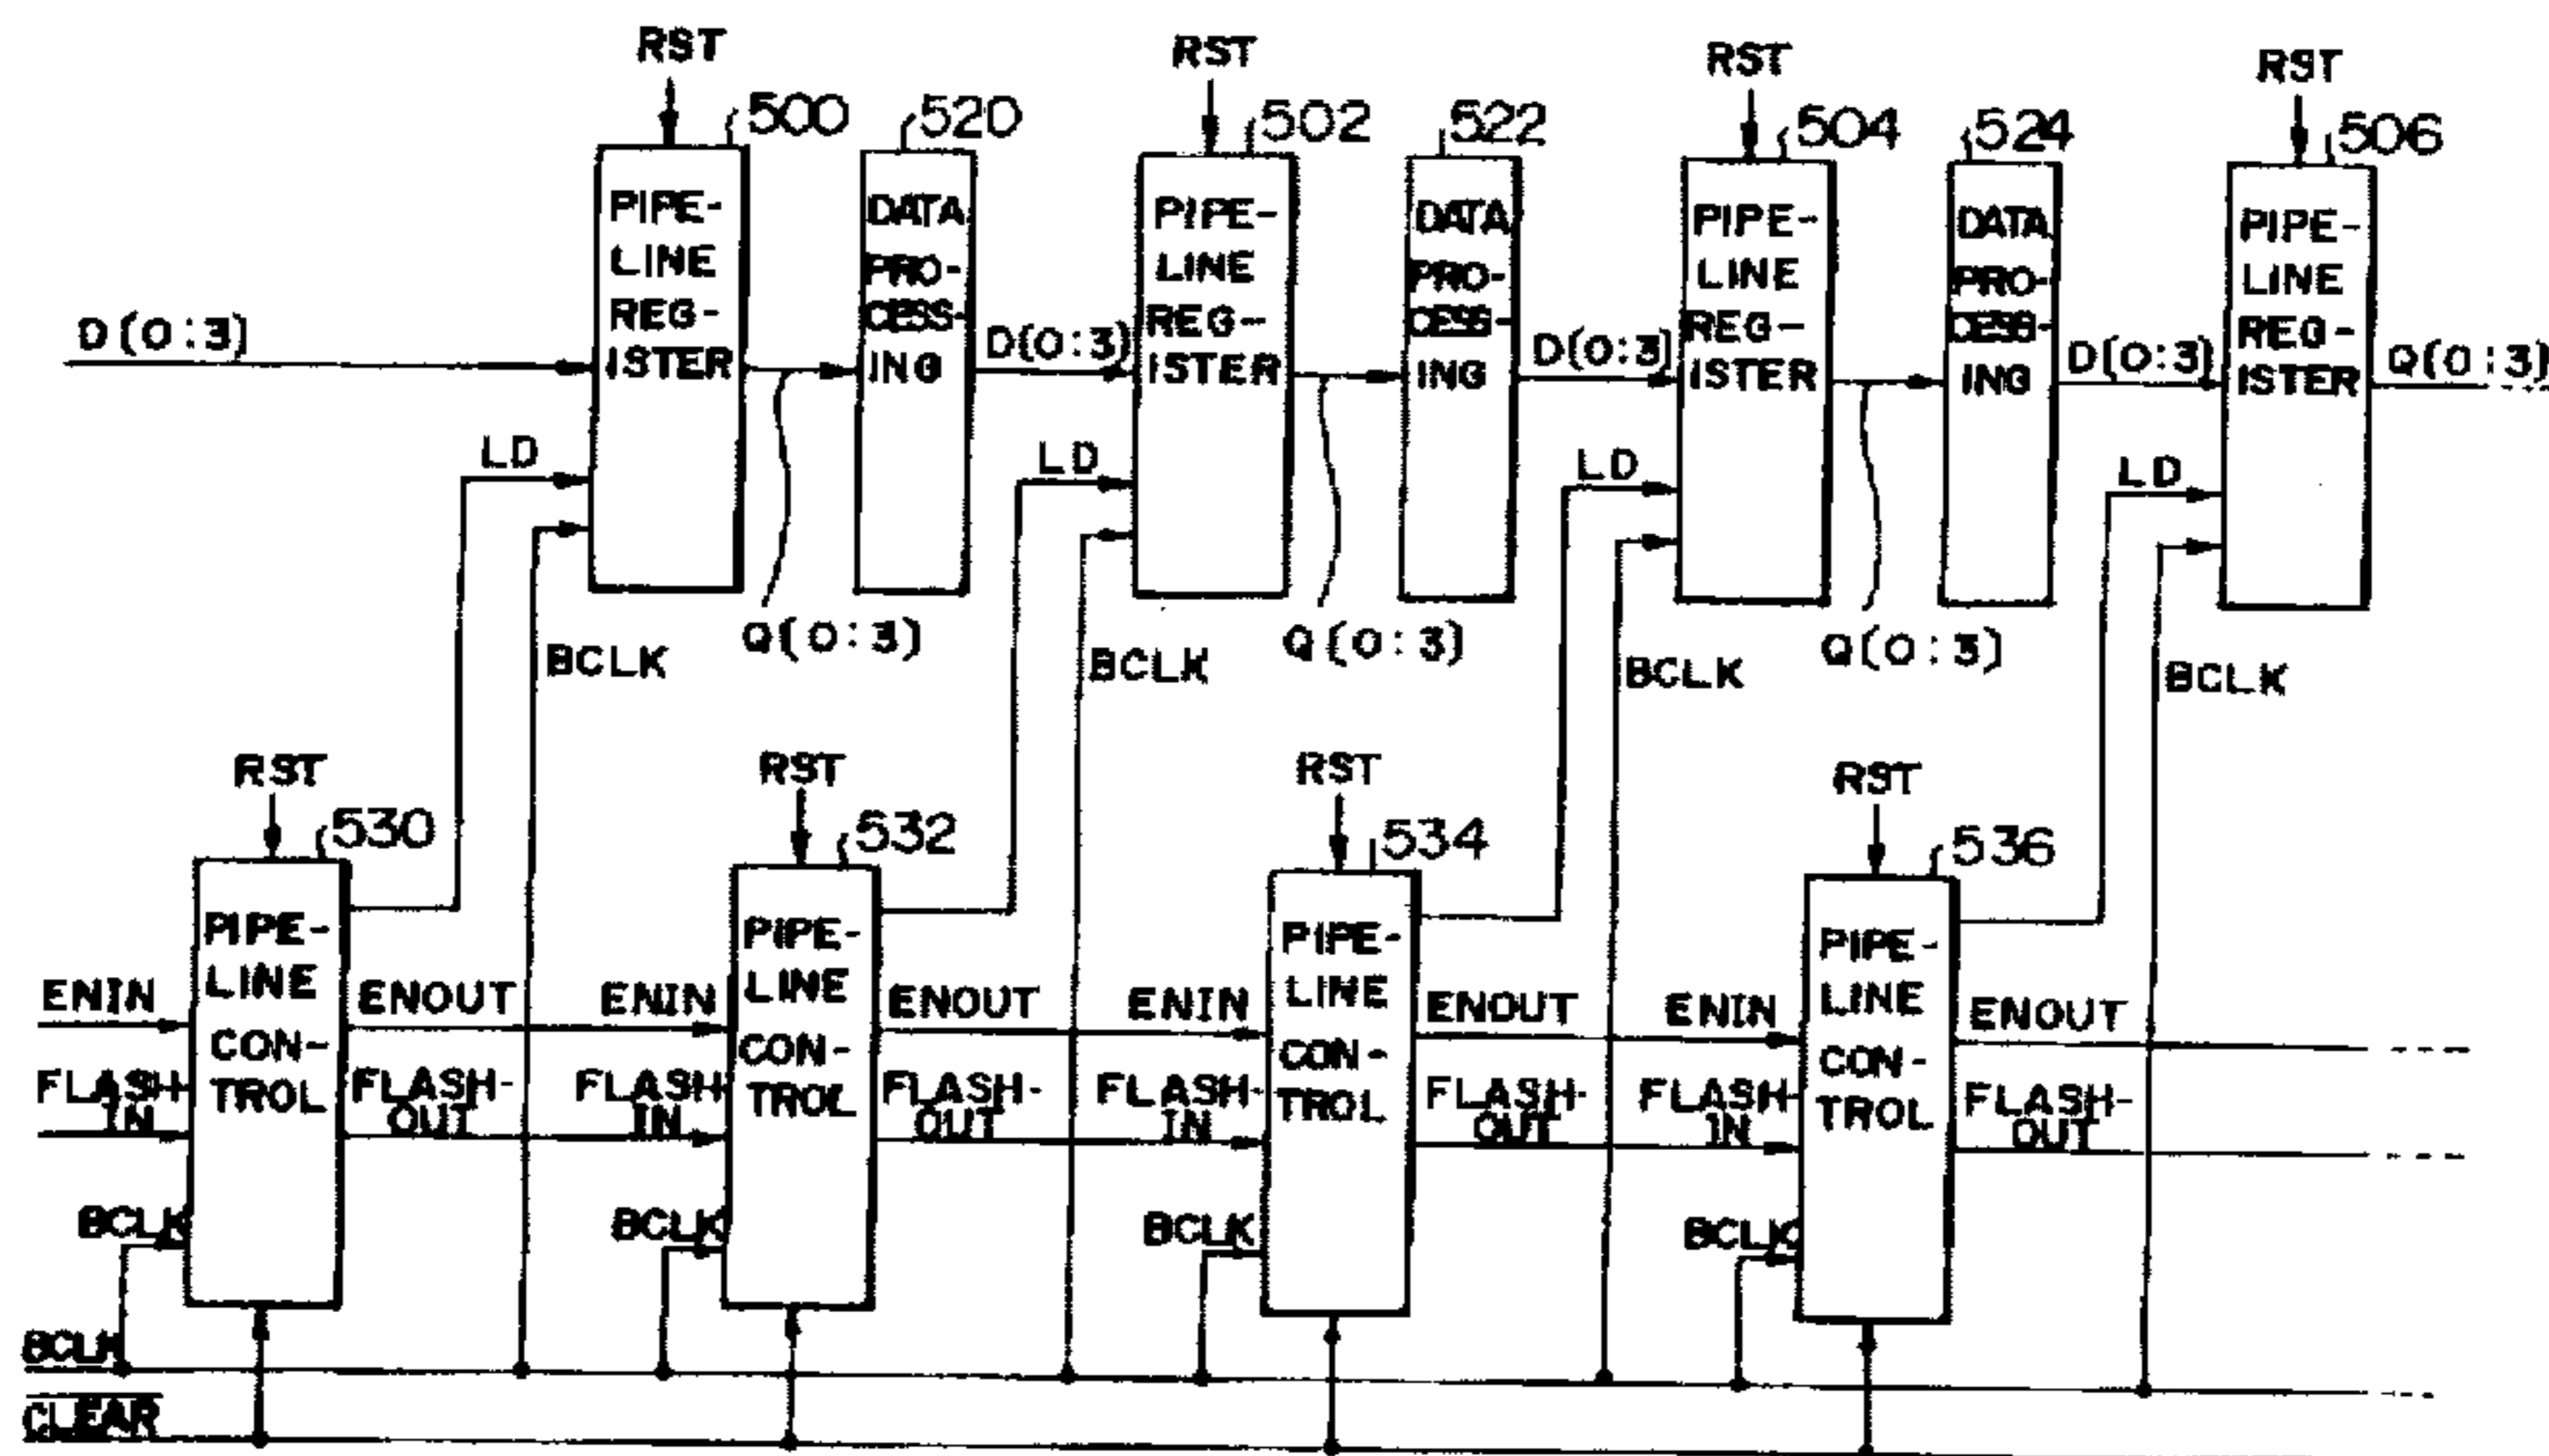 RST RST RST RST
500 520 502 522 504 524 506
PIPE-
LINE
REG-
ISTER
DATA
PRO-
CESS-
ING
PIPE-
LINE
REG-
ISTER
DATA
PRO-
CESS-
ING
PIPE-
LINE
REG-
ISTER
DATA
PRO-
CESS-
ING
PIPE-
LINE
REG-
ISTER
D(0:3) D(0:3) D(0:3) D(0:3) Q(0:3)
LD LD LD LD
Q(0:3) Q(0:3) Q(0:3)
BCLK BCLK BCLK BCLK
RST RST RST RST
530 532 534 536
PIPE-
LINE
CON-
TROL
PIPE-
LINE
CON-
TROL
PIPE-
LINE
CON-
TROL
PIPE-
LINE
CON-
TROL
ENIN ENOUT ENIN ENOUT ENIN ENOUT ENIN ENOUT
FLASH-
IN
FLASH-
OUT
FLASH-
IN
FLASH-
OUT
FLASH-
IN
FLASH-
OUT
FLASH-
IN
FLASH-
OUT
BCLK BCLK BCLK BCLK
BCLK
CLEAR